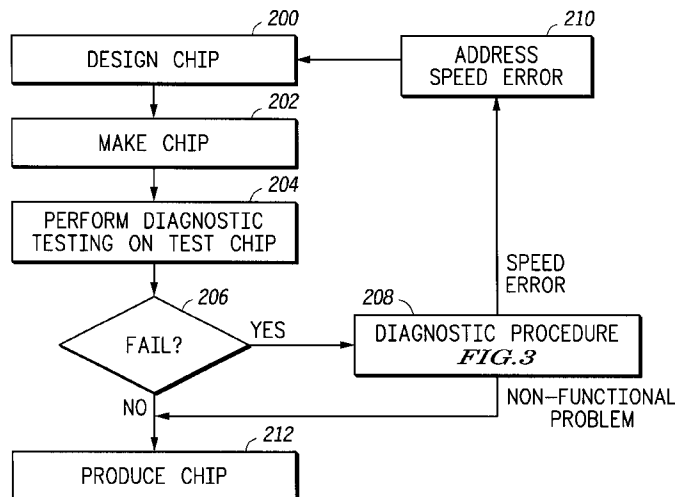 200
DESIGN CHIP
210
ADDRESS
SPEED ERROR
202
MAKE CHIP
204
PERFORM DIAGNOSTIC
TESTING ON TEST CHIP
206
FAIL?
YES
NO
208
DIAGNOSTIC PROCEDURE
FIG.3
SPEED
ERROR
NON-FUNCTIONAL
PROBLEM
212
PRODUCE CHIP